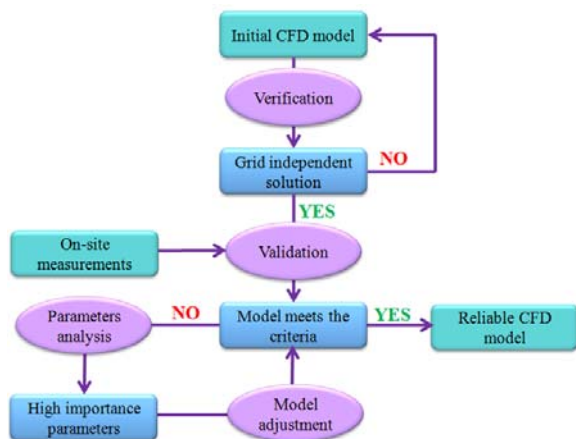 Initial CFD model
Verification
Grid independent
solution
NO
YES
On-site
measurements
Validation
Parameters
analysis
NO
Model meets the
criteria
YES
Reliable CFD
model
High importance
parameters
Model
adjustment